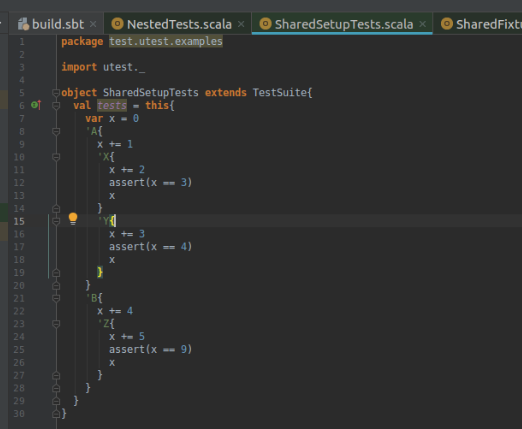 build.sbt × NestedTests.scala × SharedSetupTests.scala × SharedFixtu
1 package test.utest.examples
2
3 import utest._
4
5 object SharedSetupTests extends TestSuite{
6 val tests = this{
7 var x = 0
8 'A{
9 x += 1
10 'X{
11 x += 2
12 assert(x == 3)
13 x
14 }
15 'Y{
16 x += 3
17 assert(x == 4)
18 x
19 }
20 }
21 'B{
22 x += 4
23 'Z{
24 x += 5
25 assert(x == 9)
26 x
27 }
28 }
29 }
30 }